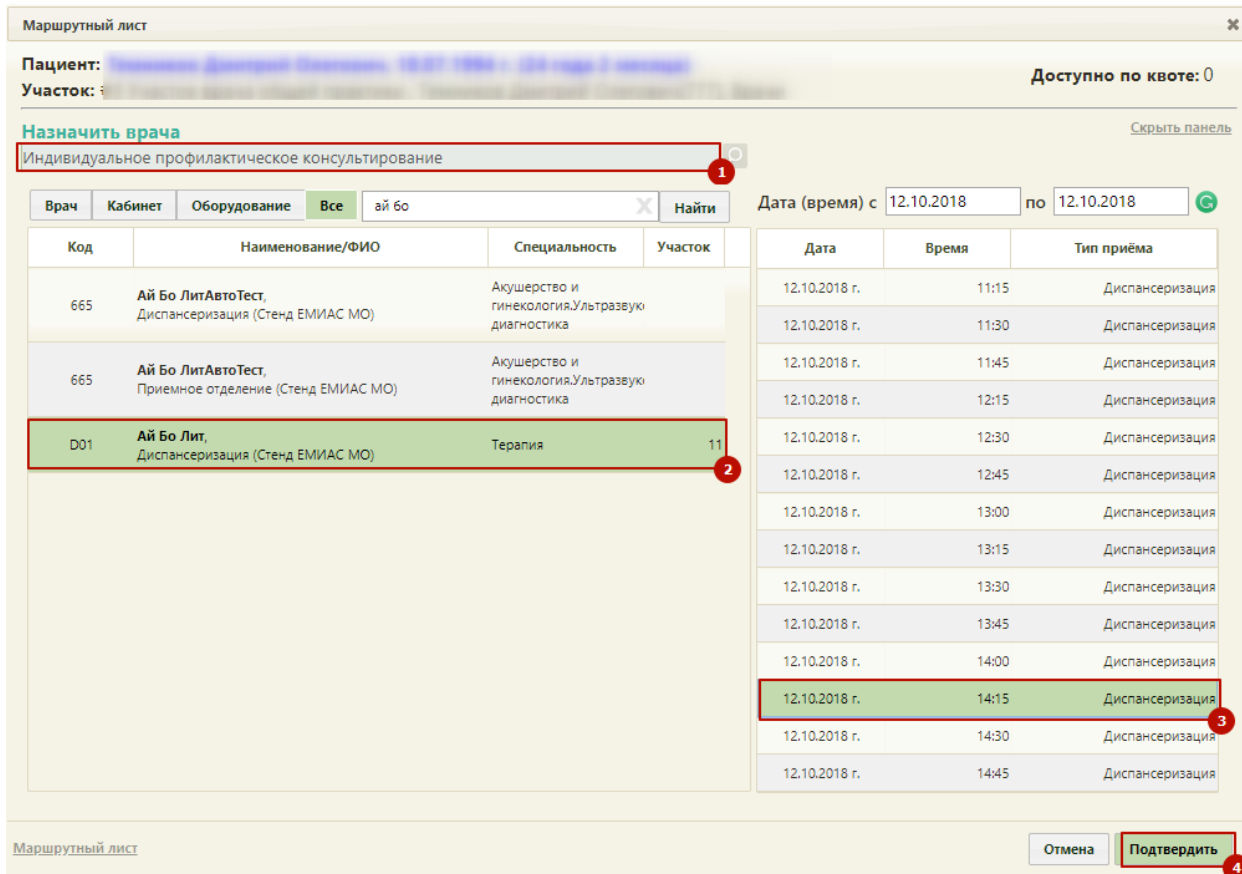 Маршрутный лист
Пациент:
Участок:
Доступно по квоте: 0
Назначить врача
Скрыть панель
Индивидуальное профилактическое консультирование
1
Врач Кабинет Оборудование Все ай бо X Найти
Дата (время) с 12.10.2018 по 12.10.2018
Код Наименование/ФИО Специальность Участок
665 Ай Бо ЛитАвтоТест,
Диспансеризация (Стенд ЕМИАС МО)
Акушерство и
гинекология.Ультразвук
диагностика
665 Ай Бо ЛитАвтоТест,
Приемное отделение (Стенд ЕМИАС МО)
Акушерство и
гинекология.Ультразвук
диагностика
D01 Ай Бо Лит,
Диспансеризация (Стенд ЕМИАС МО)
Терапия 11
2
Дата Время Тип приёма
12.10.2018 г. 11:15 Диспансеризация
12.10.2018 г. 11:30 Диспансеризация
12.10.2018 г. 11:45 Диспансеризация
12.10.2018 г. 12:15 Диспансеризация
12.10.2018 г. 12:30 Диспансеризация
12.10.2018 г. 12:45 Диспансеризация
12.10.2018 г. 13:00 Диспансеризация
12.10.2018 г. 13:15 Диспансеризация
12.10.2018 г. 13:30 Диспансеризация
12.10.2018 г. 13:45 Диспансеризация
12.10.2018 г. 14:00 Диспансеризация
12.10.2018 г. 14:15 Диспансеризация
3
12.10.2018 г. 14:30 Диспансеризация
12.10.2018 г. 14:45 Диспансеризация
Маршрутный лист
Отмена Подтвердить
4